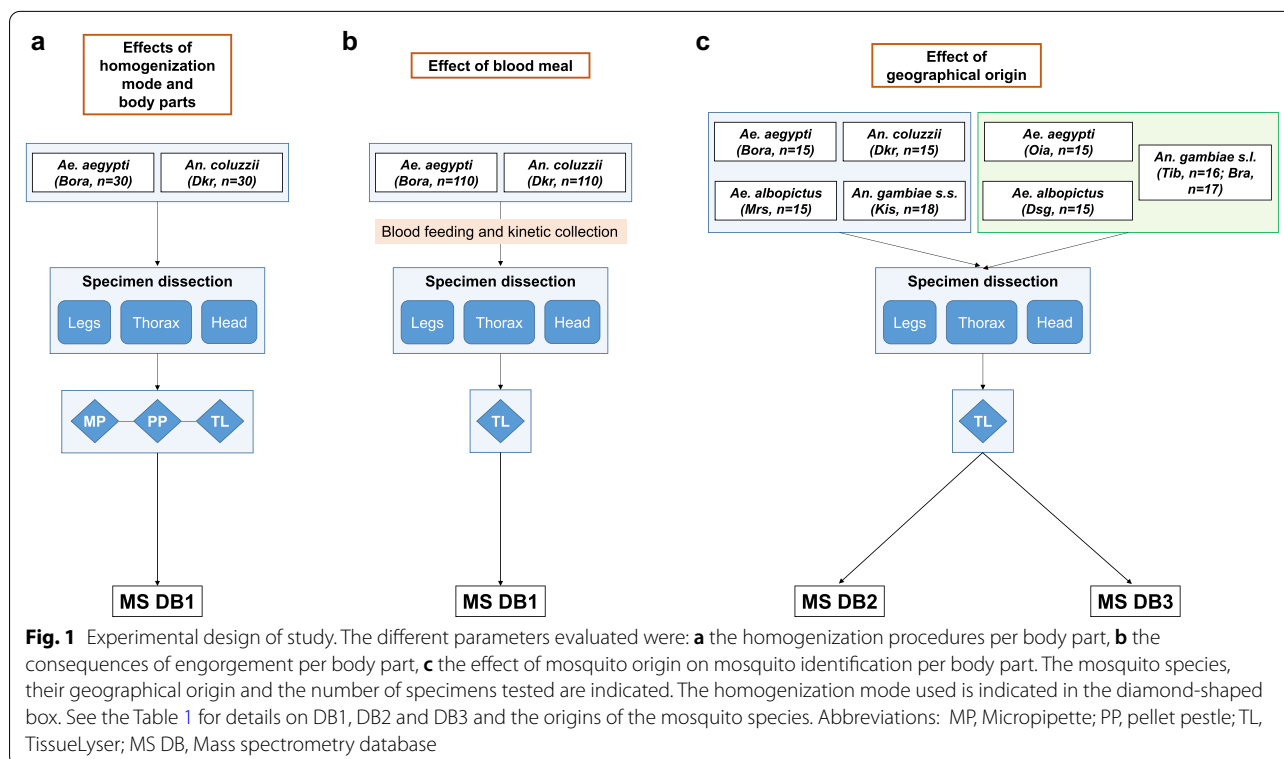 a
Effects of
homogenization
mode and
body parts
Ae. aegypti
(Bora, n=30)
An. coluzzii
(Dkr, n=30)
Specimen dissection
Legs
Thorax
Head
MP
PP
TL
MS DB1
b
Effect of blood meal
Ae. aegypti
(Bora, n=110)
An. coluzzii
(Dkr, n=110)
Blood feeding and kinetic collection
Specimen dissection
Legs
Thorax
Head
TL
MS DB1
c
Effect of
geographical origin
Ae. aegypti
(Bora, n=15)
An. coluzzii
(Dkr, n=15)
Ae. albopictus
(Mrs, n=15)
An. gambiae s.s.
(Kis, n=18)
Ae. aegypti
(Oia, n=15)
Ae. albopictus
(Dsg, n=15)
An. gambiae s.l.
(Tib, n=16; Bra,
n=17)
Specimen dissection
Legs
Thorax
Head
TL
MS DB2
MS DB3
Fig. 1 Experimental design of study. The different parameters evaluated were: a the homogenization procedures per body part, b the
consequences of engorgement per body part, c the effect of mosquito origin on mosquito identification per body part. The mosquito species,
their geographical origin and the number of specimens tested are indicated. The homogenization mode used is indicated in the diamond-shaped
box. See the Table 1 for details on DB1, DB2 and DB3 and the origins of the mosquito species. Abbreviations: MP, Micropipette; PP, pellet pestle; TL,
TissueLyser; MS DB, Mass spectrometry database